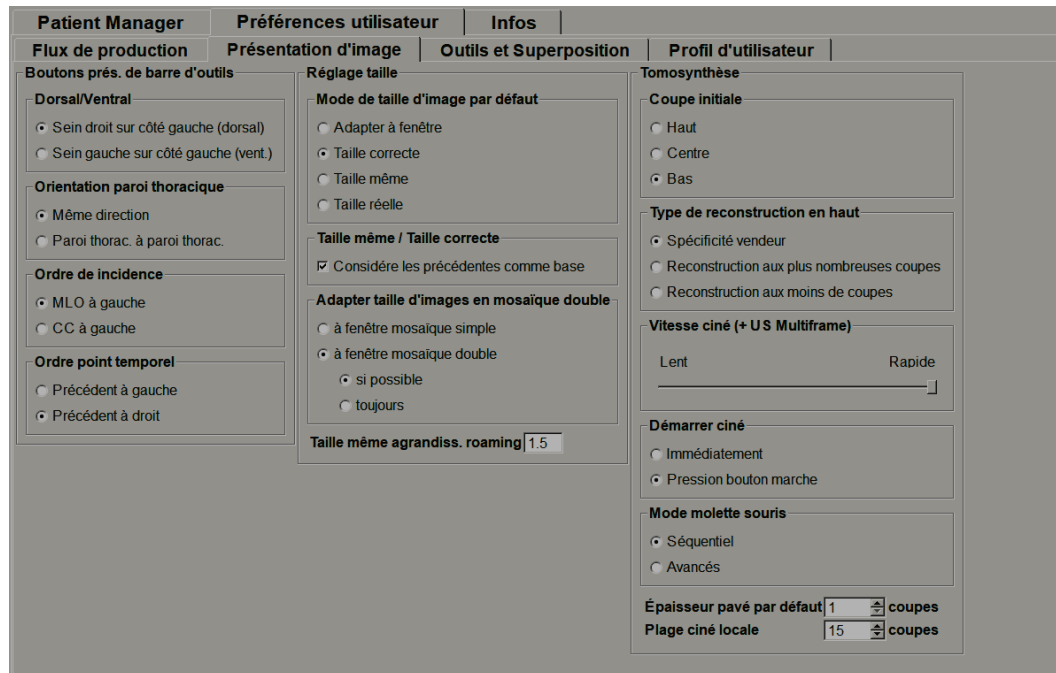 Patient Manager
Préférences utilisateur
Infos
Flux de production
Présentation d'image
Outils et Superposition
Profil d'utilisateur
Boutons prés. de barre d'outils
Dorsal/Ventral
Sein droit sur côté gauche (dorsal)
Sein gauche sur côté gauche (vent.)
Orientation paroi thoracique
Même direction
Paroi thorac. à paroi thorac.
Ordre de incidence
MLO à gauche
CC à gauche
Ordre point temporel
Précédent à gauche
Précédent à droit
Réglage taille
Mode de taille d'image par défaut
Adapter à fenêtre
Taille correcte
Taille même
Taille réelle
Taille même / Taille correcte
Considére les précédentes comme base
Adapter taille d'images en mosaïque double
à fenêtre mosaïque simple
à fenêtre mosaïque double
si possible
toujours
Taille même agrandiss. roaming 1.5
Tomosynthèse
Coupe initiale
Haut
Centre
Bas
Type de reconstruction en haut
Spécificité vendeur
Reconstruction aux plus nombreuses coupes
Reconstruction aux moins de coupes
Vitesse ciné (+ US Multiframe)
Lent Rapide
Démarrer ciné
Immédiatement
Pression bouton marche
Mode molette souris
Séquentiel
Avancés
Épaisseur pavé par défaut 1 coupes
Plage ciné locale 15 coupes